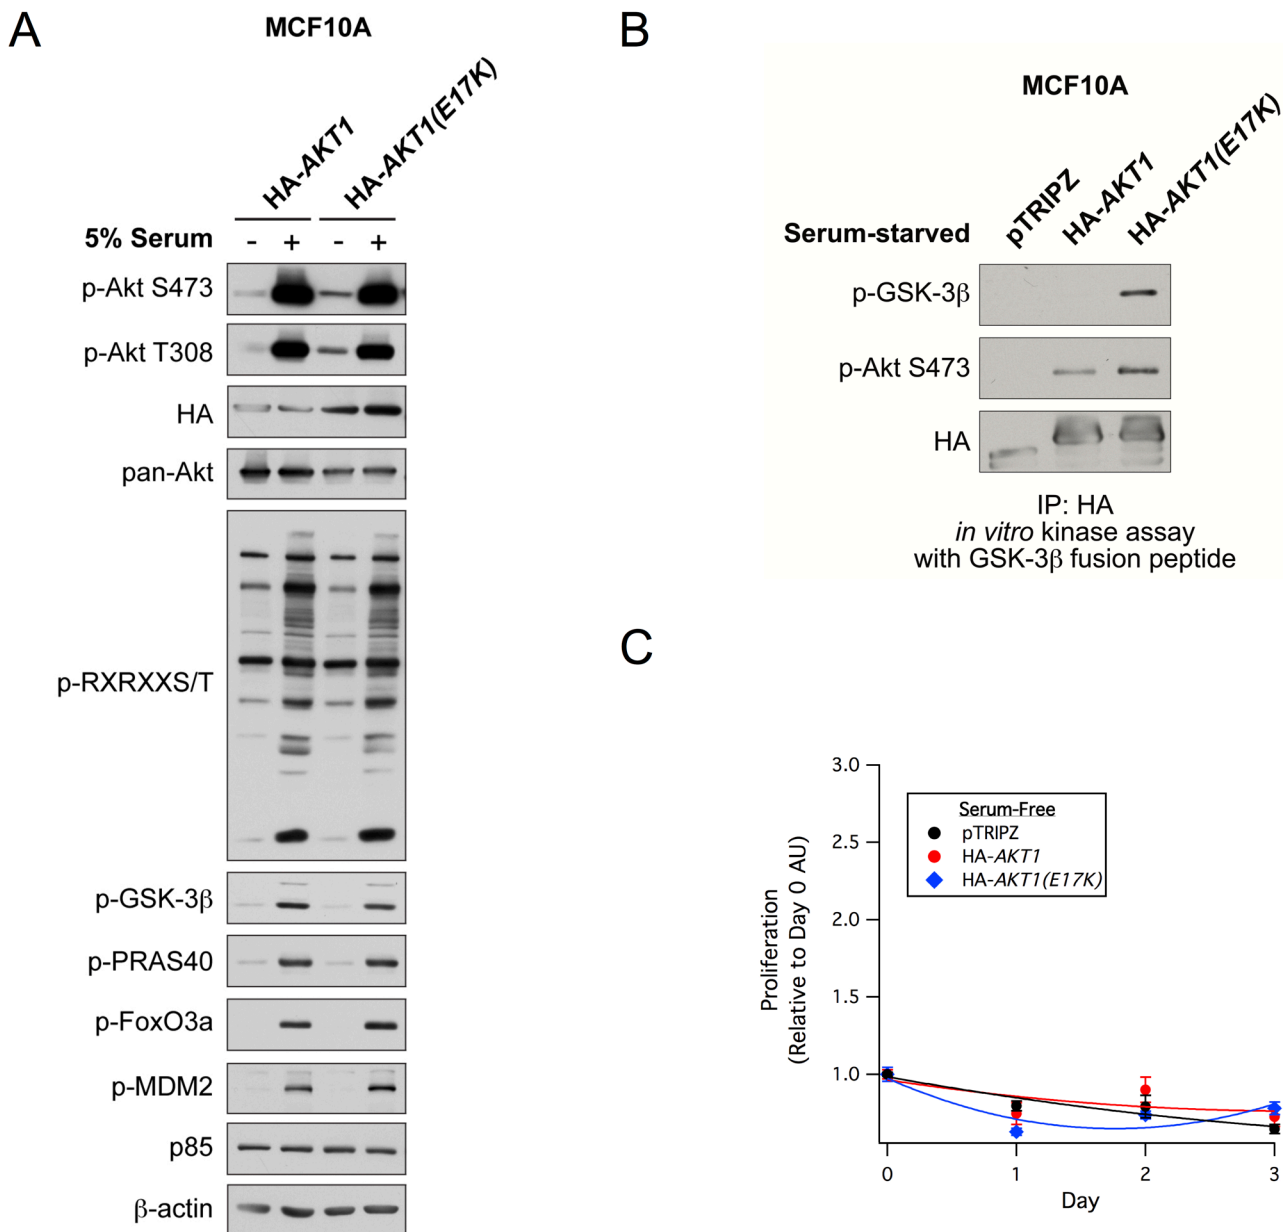 A
MCF10A
HA-AKT1
HA-AKT1(E17K)
5% Serum - + - +
p-Akt S473
p-Akt T308
HA
pan-Akt
p-RXRXXS/T
p-GSK-3β
p-PRAS40
p-FoxO3a
p-MDM2
p85
β-actin
B
MCF10A
pTRIPZ
HA-AKT1
HA-AKT1(E17K)
Serum-starved
p-GSK-3β
p-Akt S473
HA
IP: HA
in vitro kinase assay
with GSK-3β fusion peptide
C
Proliferation
(Relative to Day 0 AU)
3.0
2.5
2.0
1.5
1.0
Serum-Free
pTRIPZ
HA-AKT1
HA-AKT1(E17K)
0 1 2 3
Day